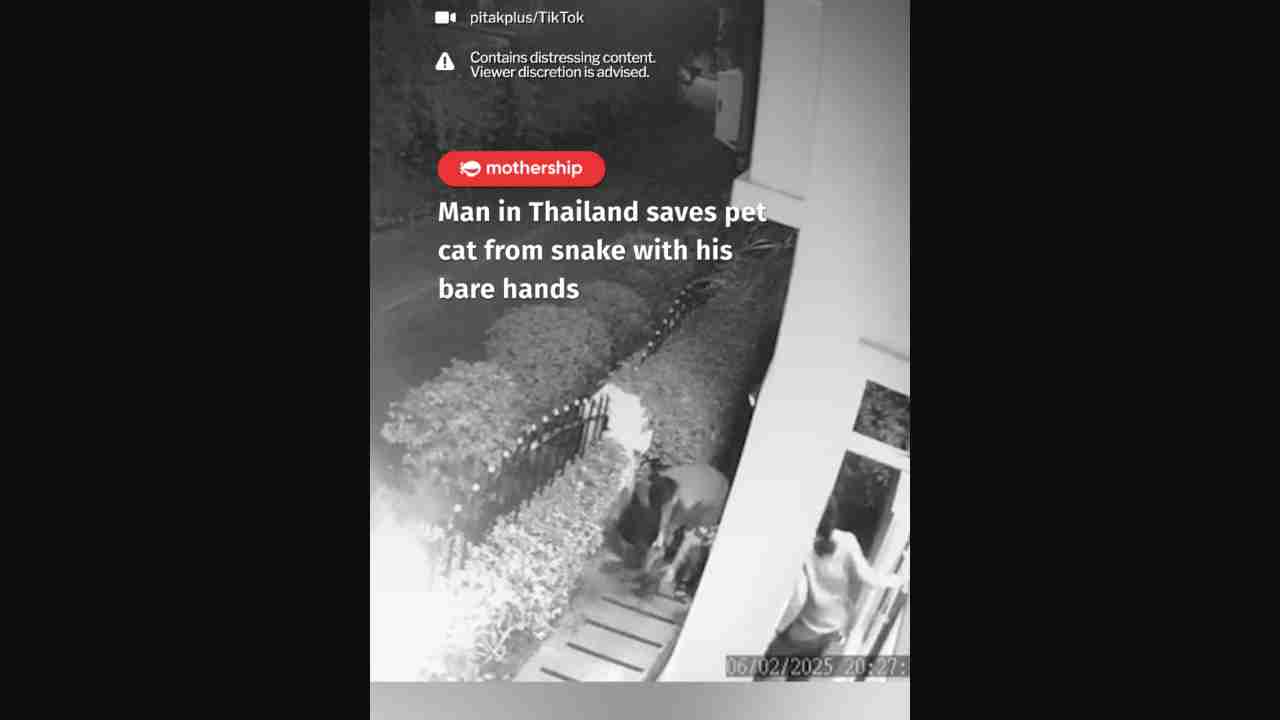 pitakplus/TikTok
Contains distressing content.
Viewer discretion is advised.
mothership
Man in Thailand saves pet
cat from snake with his
bare hands
06/02/2025 20:27: